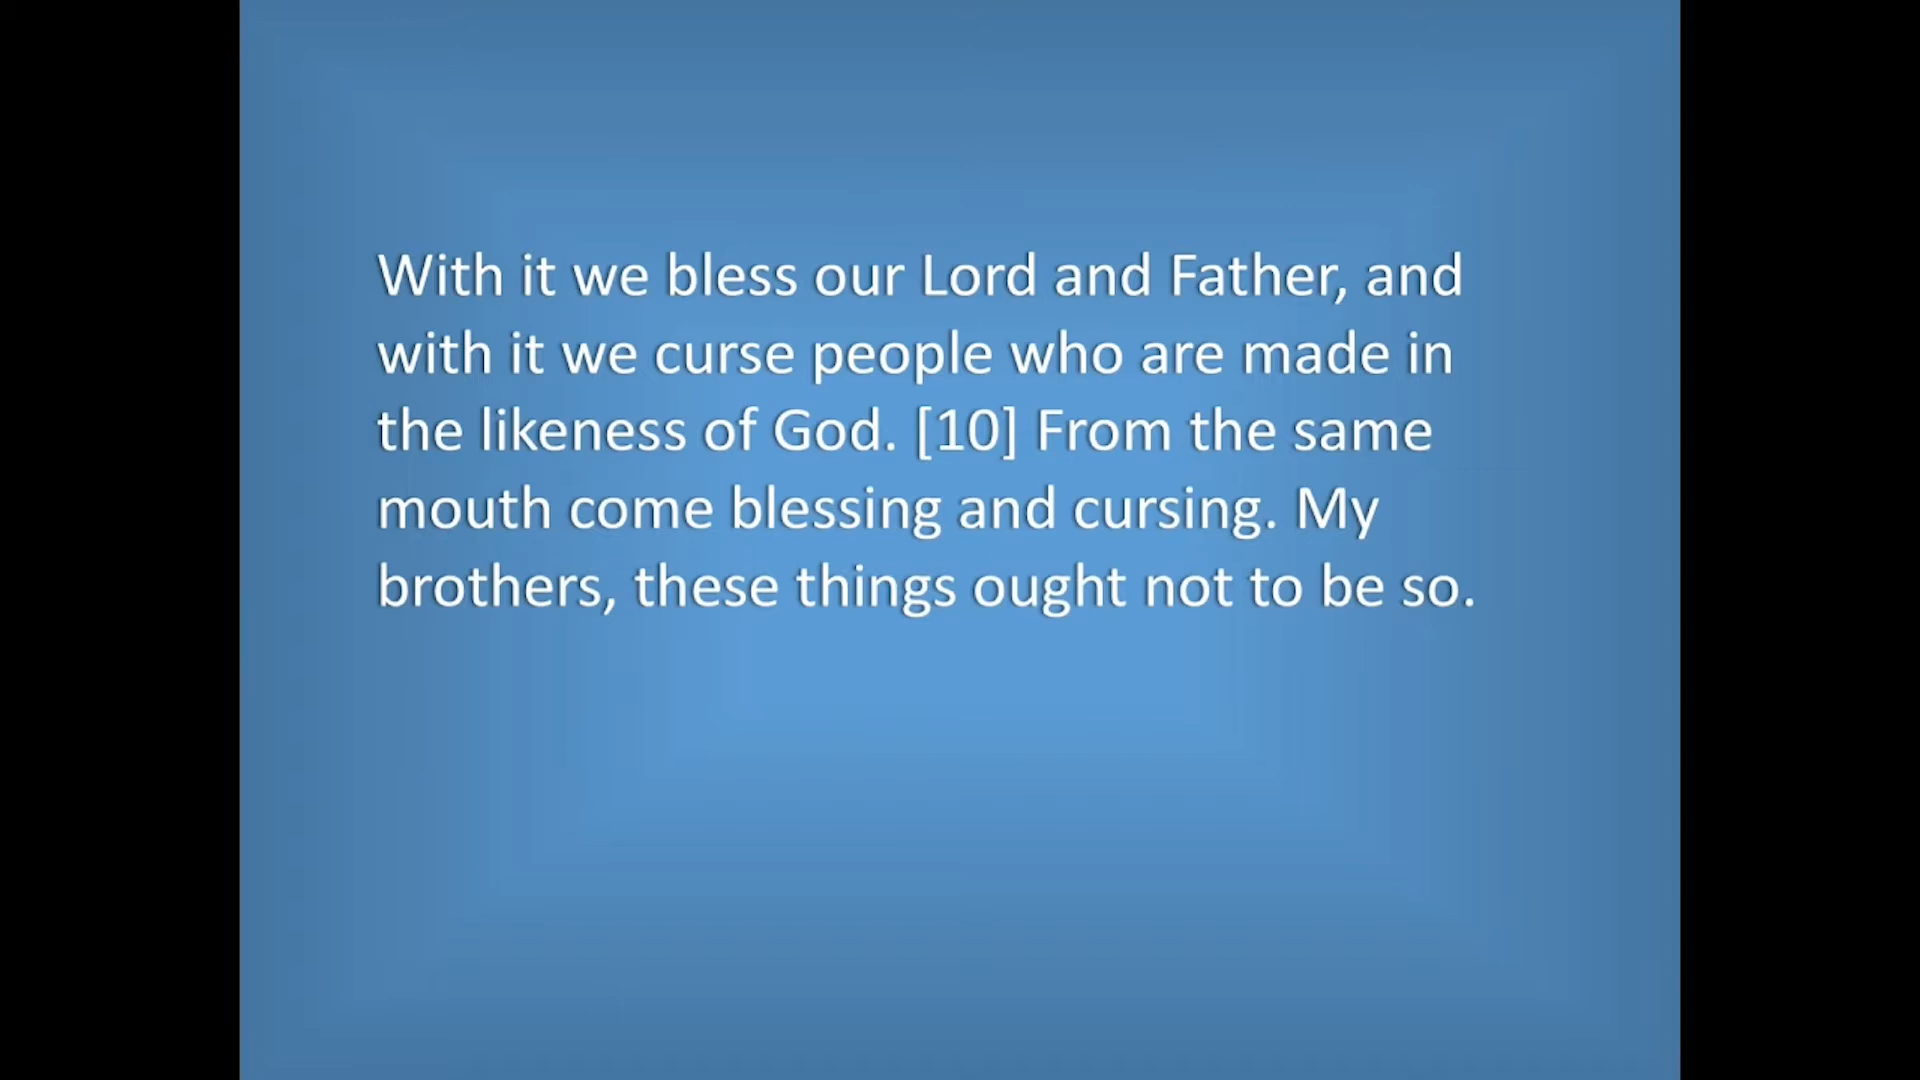 With it we bless our Lord and Father, and
with it we curse people who are made in
the likeness of God. [10] From the same
mouth come blessing and cursing. My
brothers, these things ought not to be so.